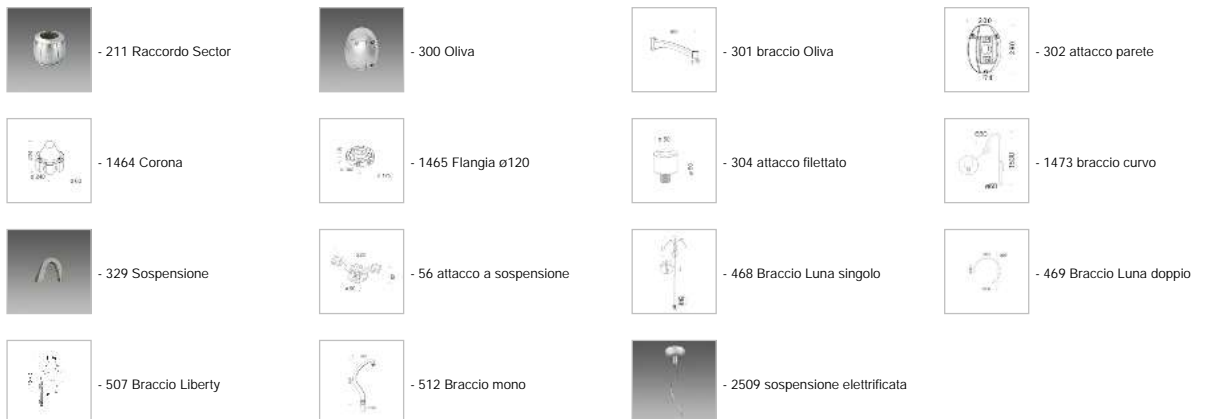 - 211 Raccordo Sector
- 300 Oliva
- 301 braccio Oliva
- 302 attacco parete
- 1464 Corona
- 1465 Flangia ø120
- 304 attacco filettato
- 1473 braccio curvo
- 329 Sospensione
- 56 attacco a sospensione
- 468 Braccio Luna singolo
- 469 Braccio Luna doppio
- 507 Braccio Liberty
- 512 Braccio mono
- 2509 sospensione elettrificata